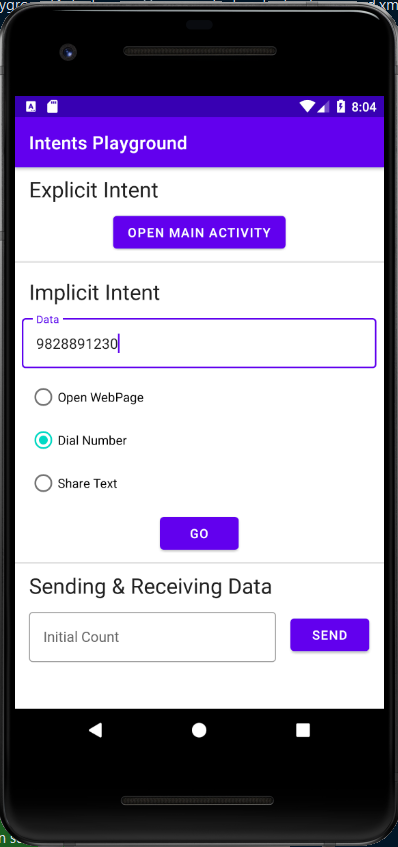 8:04
Intents Playground
Explicit Intent
OPEN MAIN ACTIVITY
Implicit Intent
Data
9828891230
Open WebPage
Dial Number
Share Text
GO
Sending & Receiving Data
Initial Count
SEND